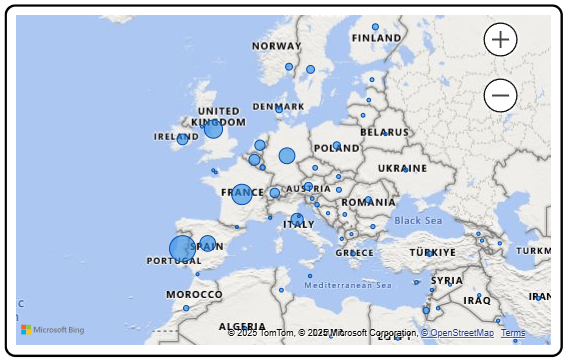 FINLAND
NORWAY
DENMARK
UNITED
KINGDOM
IRELAND
BELARUS
POLAND
UKRAINE
FRANCE
AUSTRIA
ROMANIA
ITALY
Black Sea
SPAIN
PORTUGAL
GREECE
TÜRKIYE
TURKM
Mediterranean Sea
SYRIA
MOROCCO
IRAQ
IRAN
c
ALGERIA
Microsoft Bing
© 2025 TomTom, © 2025 Microsoft Corporation, © OpenStreetMap Terms